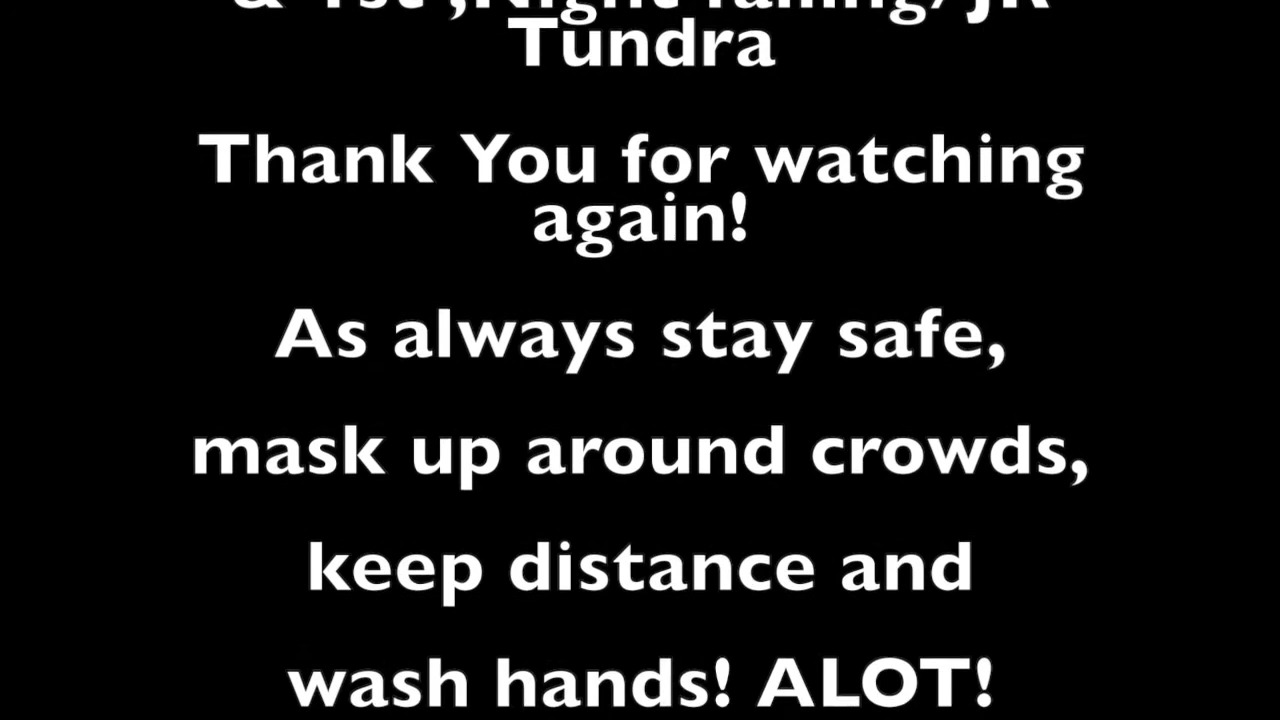 & 1st ,Night falling/JR
Tundra
Thank You for watching
again!
As always stay safe,
mask up around crowds,
keep distance and
wash hands! ALOT!